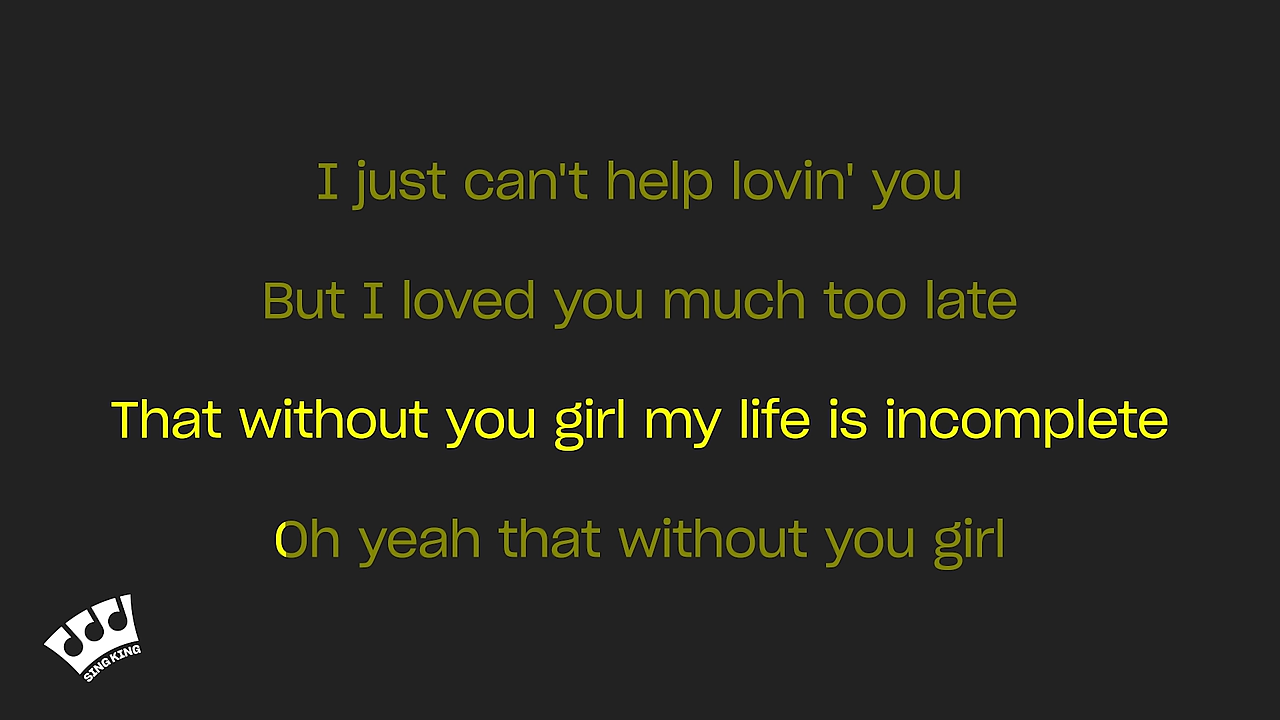 I just can't help lovin' you
But I loved you much too late
That without you girl my life is incomplete
Oh yeah that without you girl
SING KING